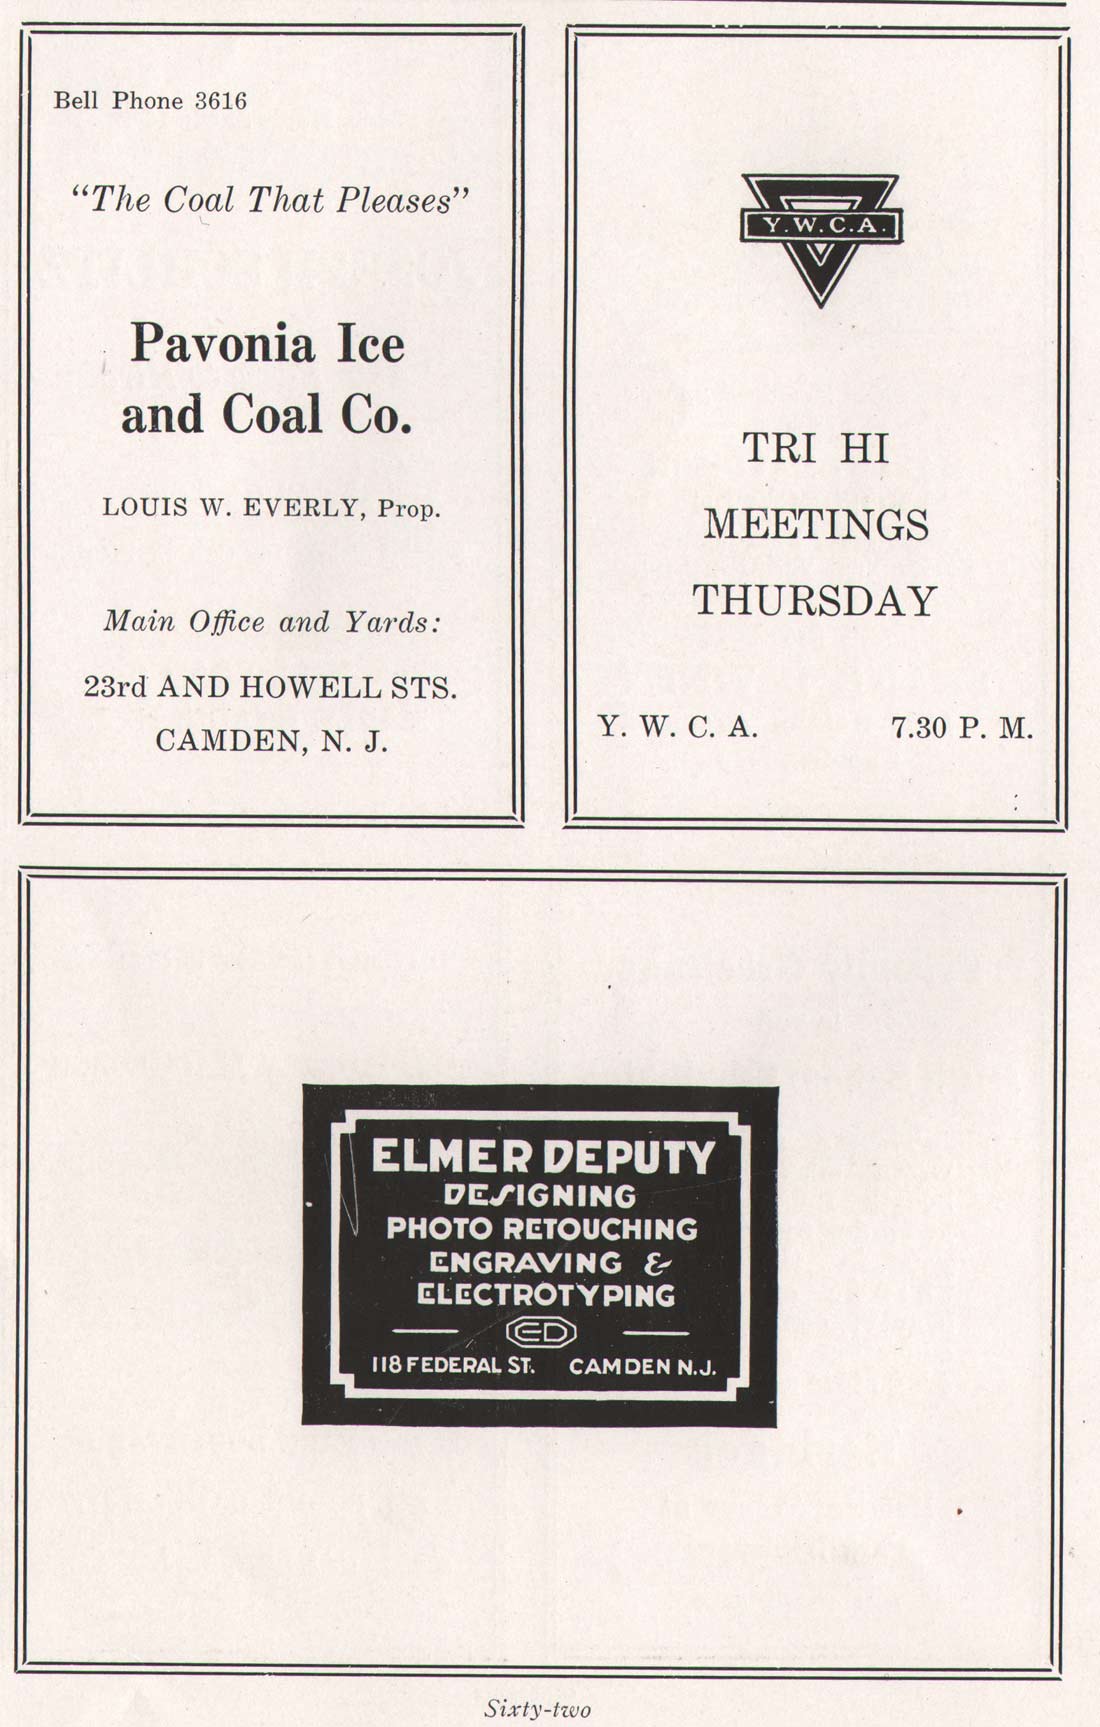 Bell Phone 3616
"The Coal That Pleases"
Pavonia Ice
and Coal Co.
LOUIS W. EVERLY, Prop.
Main Office and Yards:
23rd AND HOWELL STS.
CAMDEN, N. J.
Y.W.C.A.
TRI HI
MEETINGS
THURSDAY
Y. W. C. A. 7.30 P. M.
ELMER DEPUTY
DESIGNING
PHOTO RETOUCHING
ENGRAVING &
ELECTROTYPING
ED
118 FEDERAL ST. CAMDEN N.J.
Sixty-two